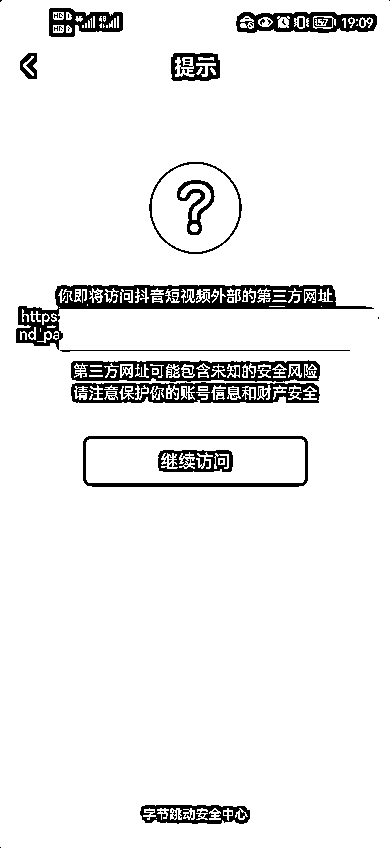 19:09
提示
你即将访问抖音短视频外部的第三方网址
https:
nd_pa
第三方网址可能包含未知的安全风险
请注意保护你的账号信息和财产安全
继续访问
字节跳动安全中心